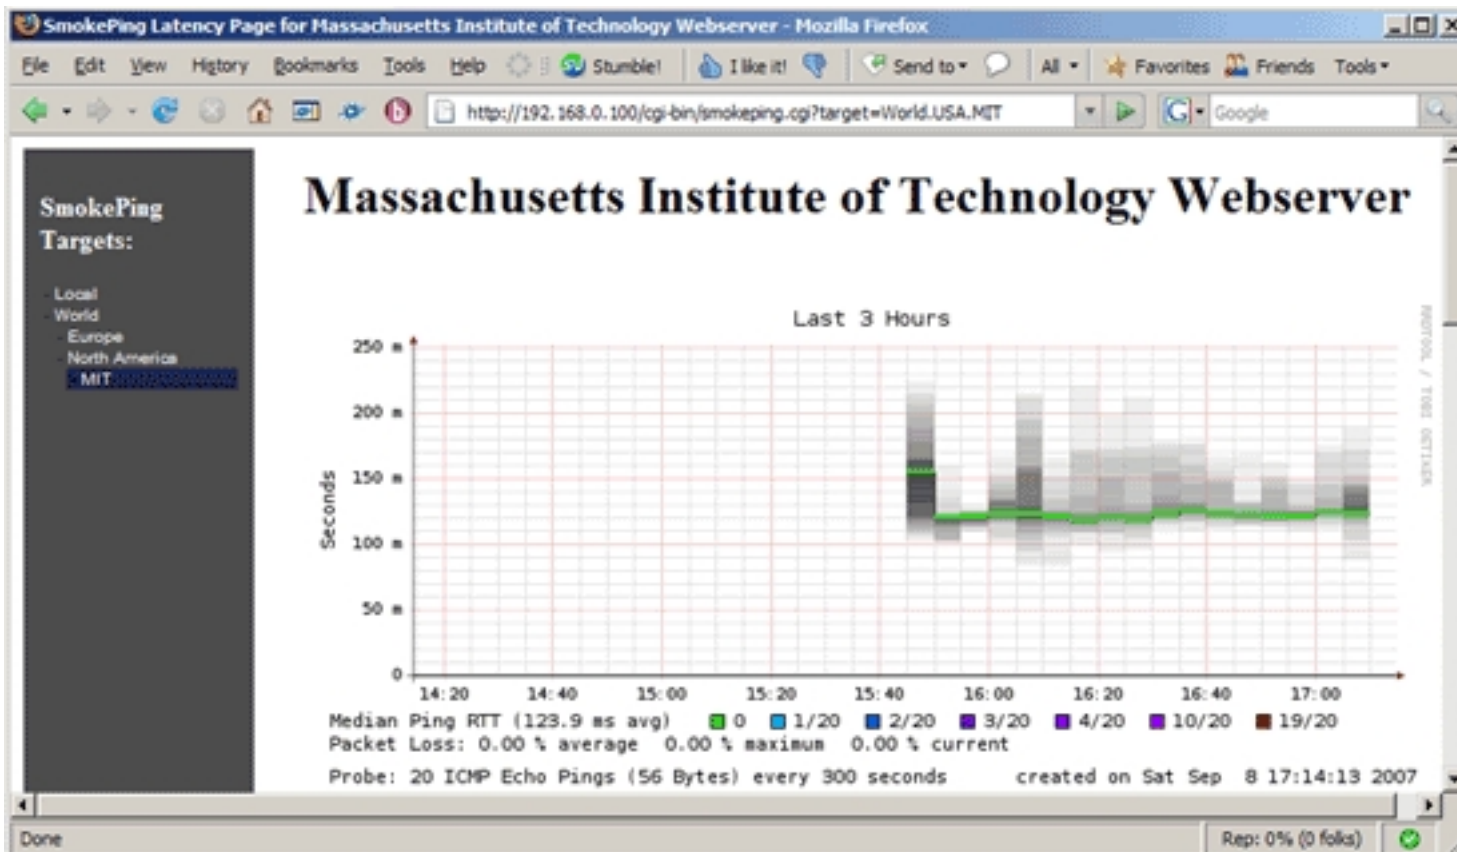 SmokePing Latency Page for Massachusetts Institute of Technology Webserver - Mozilla Firefox
File Edit View History Bookmarks Tools Help Stumble! I like it! Send to All Favorites Friends Tools
http://192.168.0.100/cgi-bin/smokeping.cgi?target=World.USA.MIT
Google
SmokePing
Targets:
- Local
- World
- Europe
- North America
- MIT
Massachusetts Institute of Technology Webserver
Last 3 Hours
RRDTOOL / TOBI OETIKER
Seconds
250 m
200 m
150 m
100 m
50 m
0
14:20 14:40 15:00 15:20 15:40 16:00 16:20 16:40 17:00
Median Ping RTT (123.9 ms avg) 0 1/20 2/20 3/20 4/20 10/20 19/20
Packet Loss: 0.00 % average 0.00 % maximum 0.00 % current
Probe: 20 ICMP Echo Pings (56 Bytes) every 300 seconds created on Sat Sep 8 17:14:13 2007
Done
Rep: 0% (0 folks)